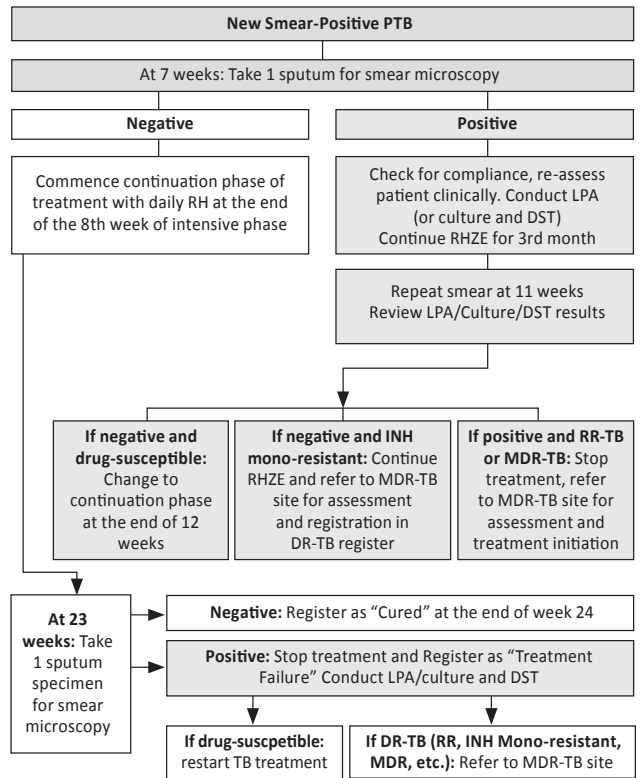 New Smear-Positive PTB
At 7 weeks: Take 1 sputum for smear microscopy
Negative
Positive
Commence continuation phase of
treatment with daily RH at the end
of the 8th week of intensive phase
Check for compliance, re-assess
patient clinically. Conduct LPA
(or culture and DST)
Continue RHZE for 3rd month
Repeat smear at 11 weeks
Review LPA/Culture/DST results
If negative and
drug-susceptible:
Change to
continuation phase
at the end of 12
weeks
If negative and INH
mono-resistant: Continue
RHZE and refer to MDR-TB
site for assessment
and registration in
DR-TB register
If positive and RR-TB
or MDR-TB: Stop
treatment, refer
to MDR-TB site for
assessment and
treatment initiation
At 23
weeks: Take
1 sputum
specimen
for smear
microscopy
Negative: Register as “Cured” at the end of week 24
Positive: Stop treatment and Register as “Treatment
Failure” Conduct LPA/culture and DST
If drug-suscpetible:
restart TB treatment
If DR-TB (RR, INH Mono-resistant,
MDR, etc.): Refer to MDR-TB site